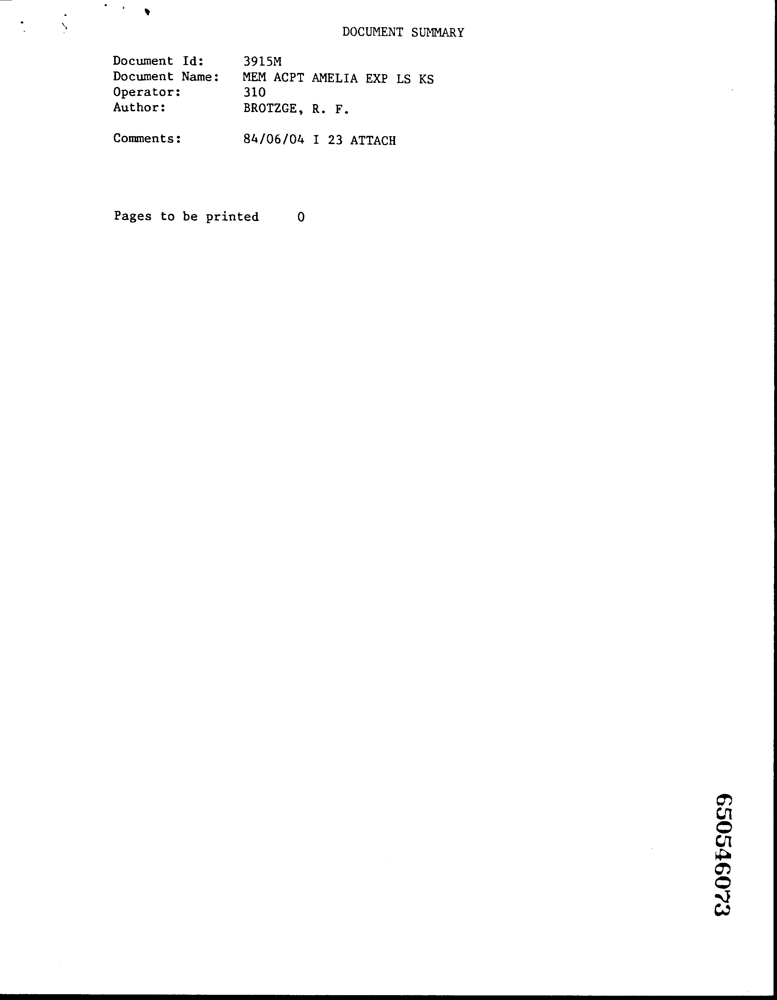 DOCUMENT SUMMARY
Document Id: 3915M
Document Name: MEM ACPT AMELIA EXP LS KS
Operator: 310
Author: BROTZGE, R. F.
Comments: 84/06/04 I 23 ATTACH
Pages to be printed 0
650546073